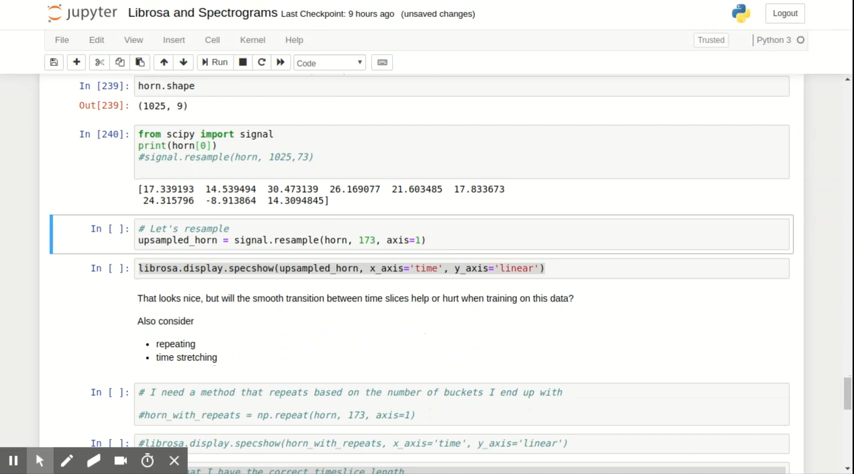 jupyter Librosa and Spectrograms Last Checkpoint: 9 hours ago (unsaved changes)
Logout
File Edit View Insert Cell Kernel Help
Trusted Python 3
Run Code
In [239]: horn.shape
Out[239]: (1025, 9)
In [240]: from scipy import signal
print(horn[0])
#signal.resample(horn, 1025,73)
[17.339193 14.539494 30.473139 26.169077 21.603485 17.833673
24.315796 -8.913864 14.3094845]
In [ ]: # Let's resample
upsampled_horn = signal.resample(horn, 173, axis=1)
In [ ]: librosa.display.specshow(upsampled_horn, x_axis='time', y_axis='linear')
That looks nice, but will the smooth transition between time slices help or hurt when training on this data?
Also consider
• repeating
• time stretching
In [ ]: # I need a method that repeats based on the number of buckets I end up with
#horn_with_repeats = np.repeat(horn, 173, axis=1)
In [ ]: #librosa.display.specshow(horn_with_repeats, x_axis='time', y_axis='linear')
I have the correct timeslice length